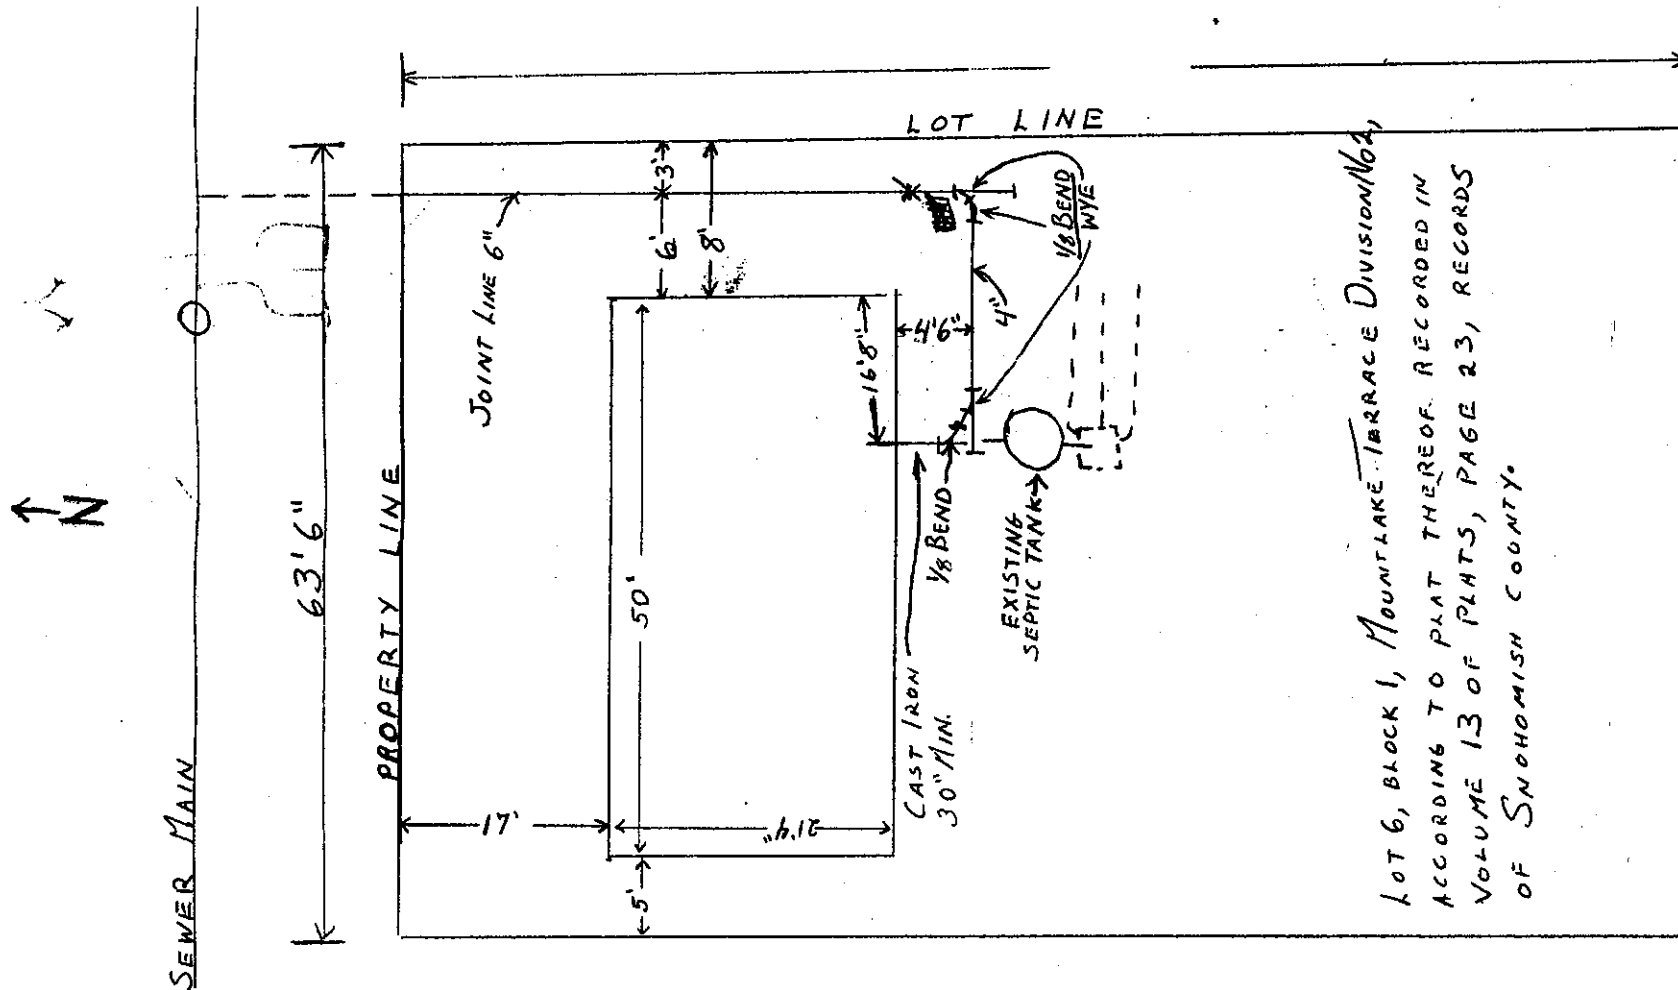 N
SEWER MAIN
63'6"
PROPERTY LINE
LOT LINE
JOINT LINE 6"
3'
6'
8'
17'
50'
5'
21'4"
16'8"
4'6"
4"
1/8 BEND
WYE
1/8 BEND
CAST IRON
30" MIN.
EXISTING
SEPTIC TANK
LOT 6, BLOCK 1, MOUNTLAKE TERRACE DIVISION No 2,
ACCORDING TO PLAT THEREOF RECORDED IN
VOLUME 13 OF PLATS, PAGE 23, RECORDS
OF SNOHOMISH COUNTY.